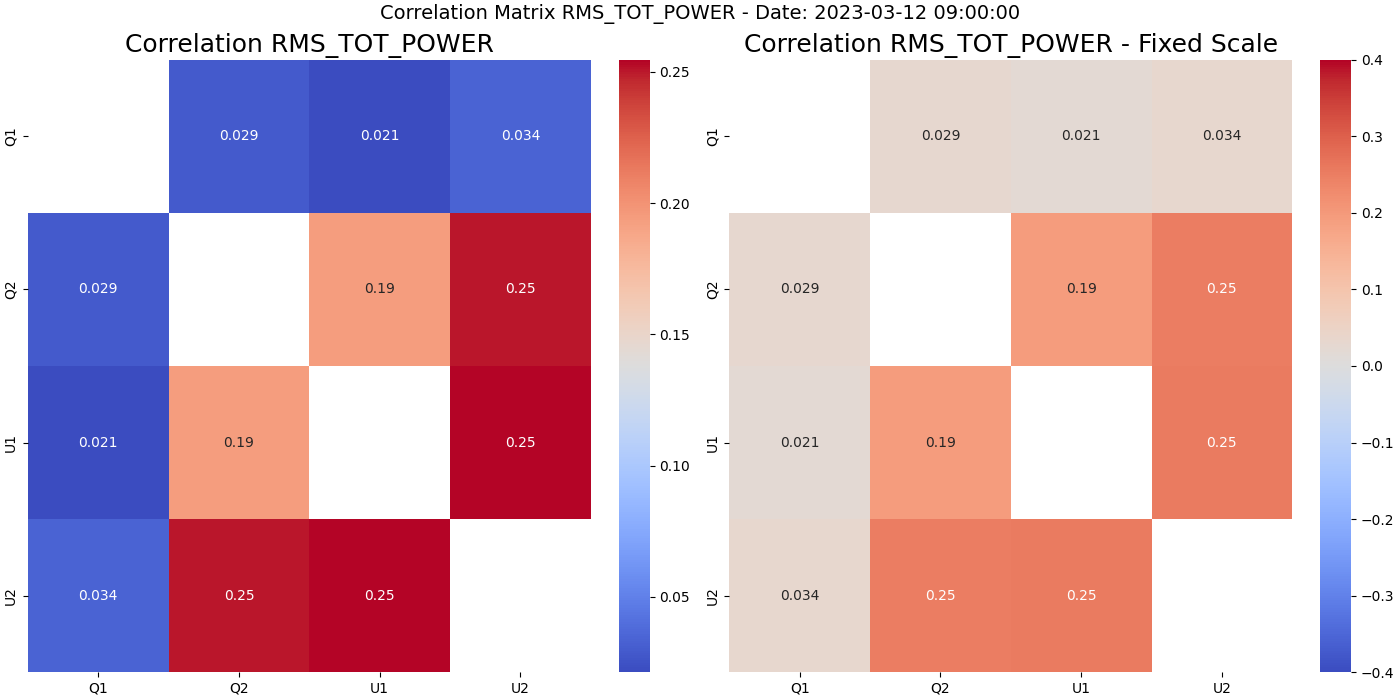 Correlation Matrix RMS_TOT_POWER - Date: 2023-03-12 09:00:00
Correlation RMS_TOT_POWER
Q1
0.029
0.021
0.034
Q2
0.029
0.19
0.25
U1
0.021
0.19
0.25
U2
0.034
0.25
0.25
Q1
Q2
U1
U2
0.25
0.20
0.15
0.10
0.05
Correlation RMS_TOT_POWER - Fixed Scale
Q1
0.029
0.021
0.034
Q2
0.029
0.19
0.25
U1
0.021
0.19
0.25
U2
0.034
0.25
0.25
Q1
Q2
U1
U2
0.4
0.3
0.2
0.1
0.0
−0.1
−0.2
−0.3
−0.4